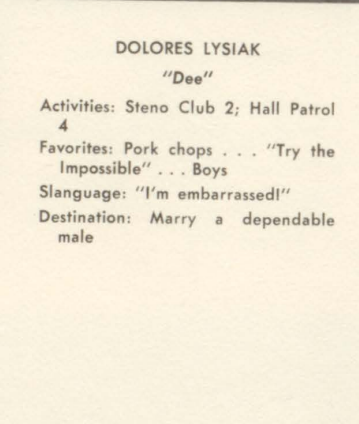 DOLORES LYSIAK
"Dee"
Activities: Steno Club 2; Hall Patrol
4
Favorites: Pork chops . . . "Try the
Impossible" . . . Boys
Slanguage: "I'm embarrassed!"
Destination: Marry a dependable
male